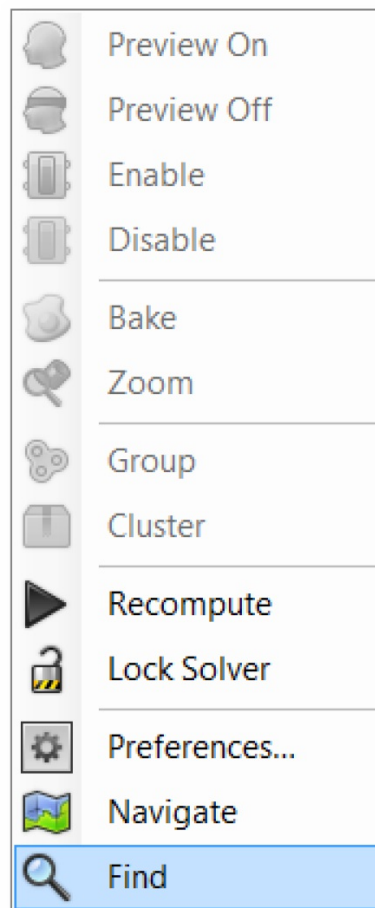 Preview On
Preview Off
Enable
Disable
Bake
Zoom
Group
Cluster
Recompute
Lock Solver
Preferences...
Navigate
Find